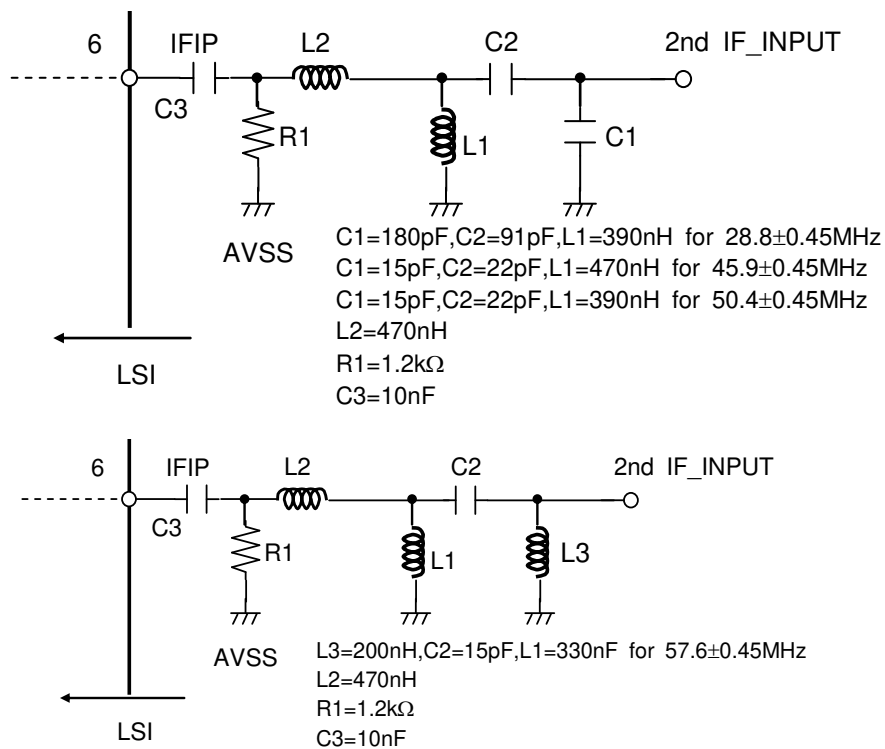 6 IFIP L2 C2 2nd IF_INPUT
C3 R1 L1 C1
AVSS
C1=180pF,C2=91pF,L1=390nH for 28.8±0.45MHz
C1=15pF,C2=22pF,L1=470nH for 45.9±0.45MHz
C1=15pF,C2=22pF,L1=390nH for 50.4±0.45MHz
L2=470nH
R1=1.2kΩ
C3=10nF
LSI
6 IFIP L2 C2 2nd IF_INPUT
C3 R1 L1 L3
AVSS
L3=200nH,C2=15pF,L1=330nF for 57.6±0.45MHz
L2=470nH
R1=1.2kΩ
C3=10nF
LSI